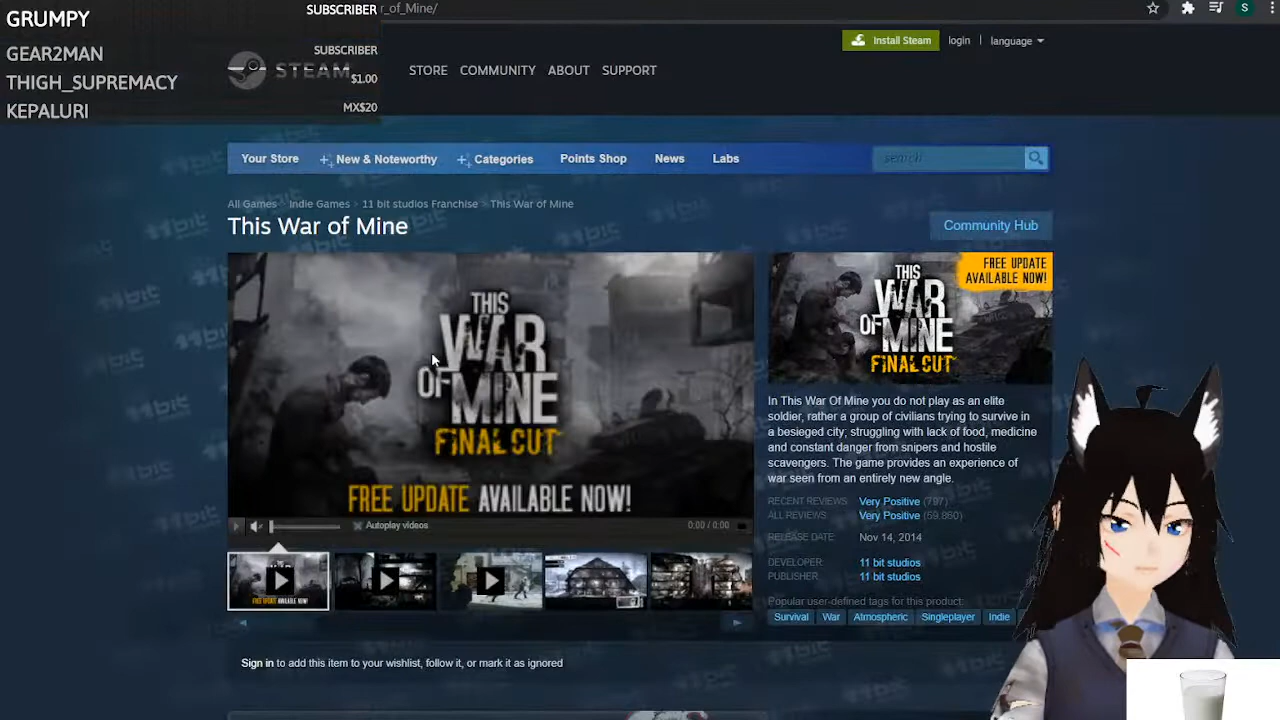 GRUMPY
SUBSCRIBER
GEAR2MAN
SUBSCRIBER
THIGH_SUPREMACY
$1.00
KEPALURI
MX$20
r_of_Mine/
S
Install Steam
login
language
STEAM
STORE
COMMUNITY
ABOUT
SUPPORT
Your Store
New & Noteworthy
Categories
Points Shop
News
Labs
search
All Games > Indie Games > 11 bit studios Franchise > This War of Mine
This War of Mine
Community Hub
THIS
WAR
OF MINE
FINAL CUT
FREE UPDATE AVAILABLE NOW!
Autoplay videos
0:00 / 0:00
FREE UPDATE
AVAILABLE NOW!
THIS
WAR
OF MINE
FINAL CUT
In This War Of Mine you do not play as an elite
soldier, rather a group of civilians trying to survive in
a besieged city; struggling with lack of food, medicine
and constant danger from snipers and hostile
scavengers. The game provides an experience of
war seen from an entirely new angle.
RECENT REVIEWS: Very Positive (797)
ALL REVIEWS: Very Positive (59,860)
RELEASE DATE: Nov 14, 2014
DEVELOPER: 11 bit studios
PUBLISHER: 11 bit studios
Popular user-defined tags for this product:
Survival War Atmospheric Singleplayer Indie
Sign in to add this item to your wishlist, follow it, or mark it as ignored